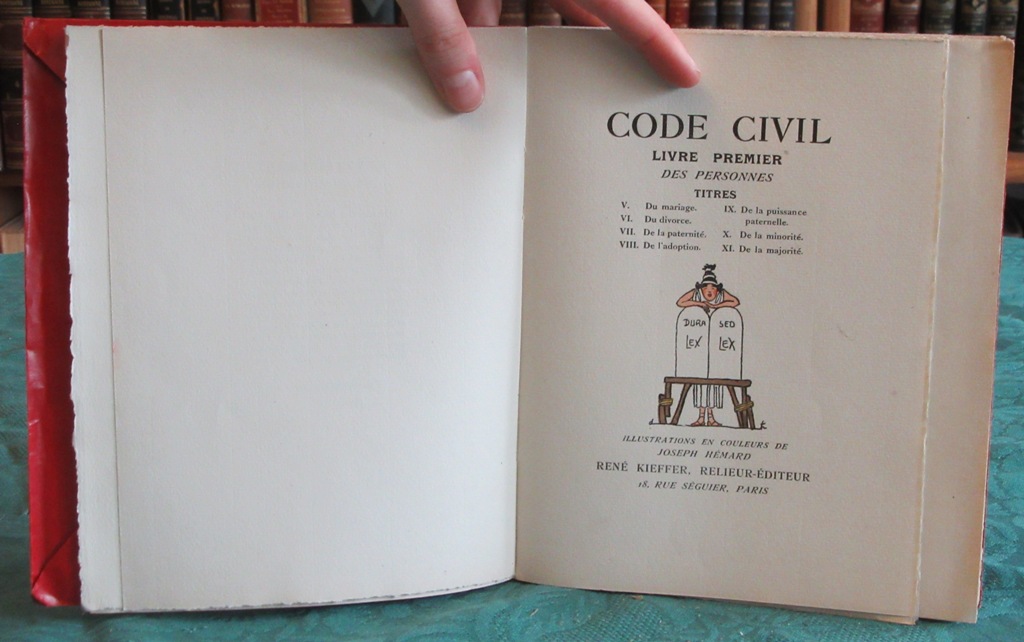 CODE CIVIL
LIVRE PREMIER
DES PERSONNES
TITRES
V. Du mariage.
VI. Du divorce.
VII. De la paternité.
VIII. De l'adoption.
IX. De la puissance
paternelle.
X. De la minorité.
XI. De la majorité.
DURA
LEX
SED
LEX
ILLUSTRATIONS EN COULEURS DE
JOSEPH HÉMARD
RENÉ KIEFFER, RELIEUR-ÉDITEUR
18, RUE SÉGUIER, PARIS